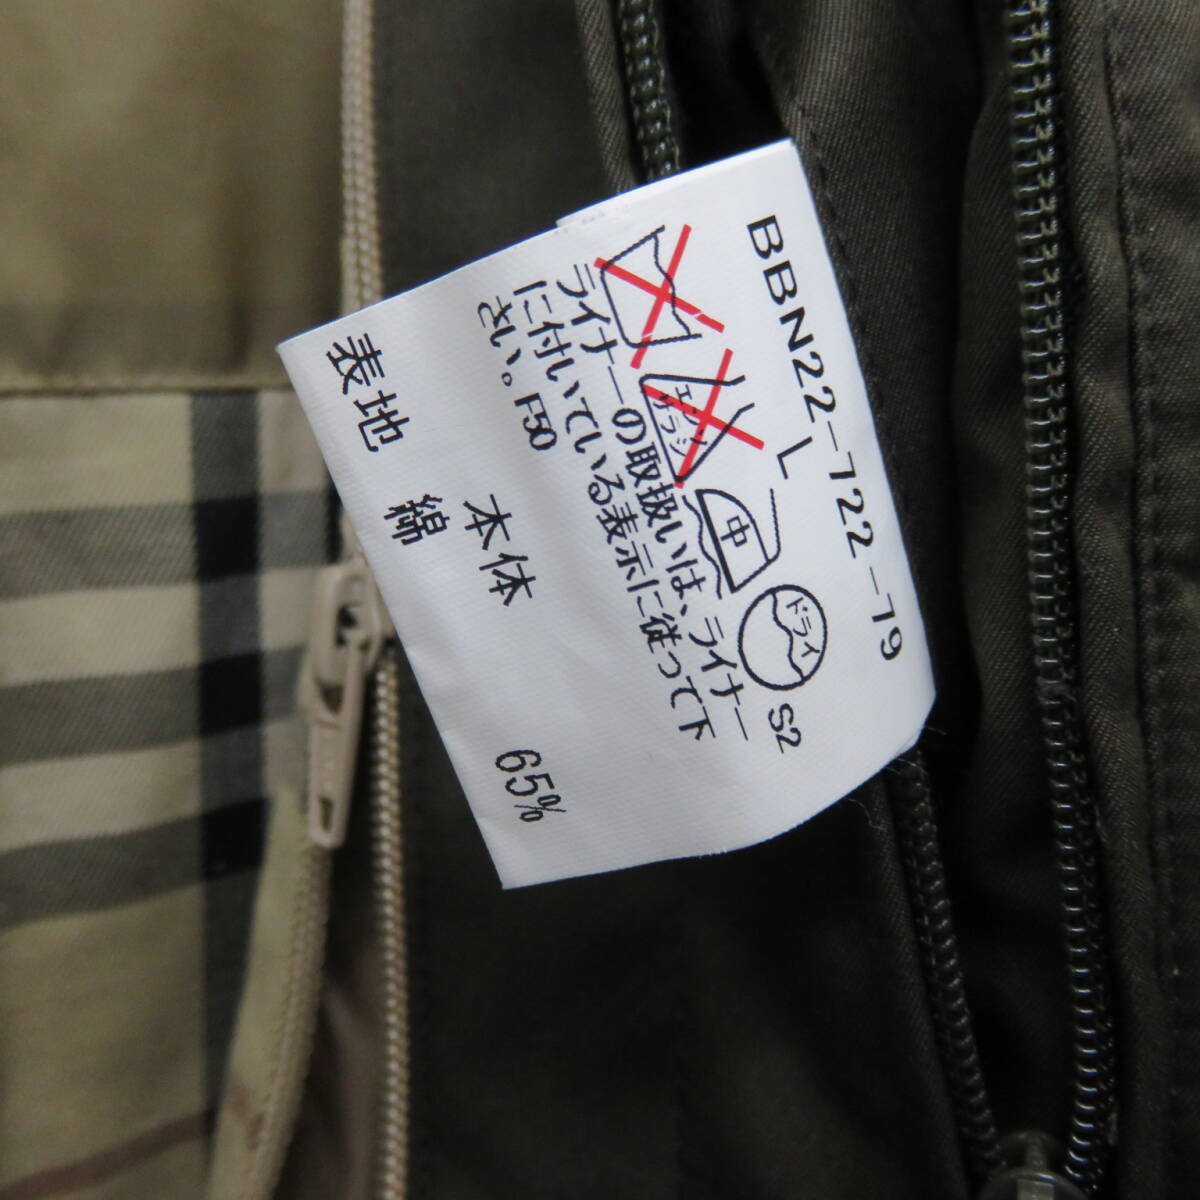 BBN22-722-79
L
エンソ
サラシ
中
ドライ
S2
ライナーの取扱いは、ライナー
に付いている表示に従って下
さい。F50
本体
表地 綿 65%